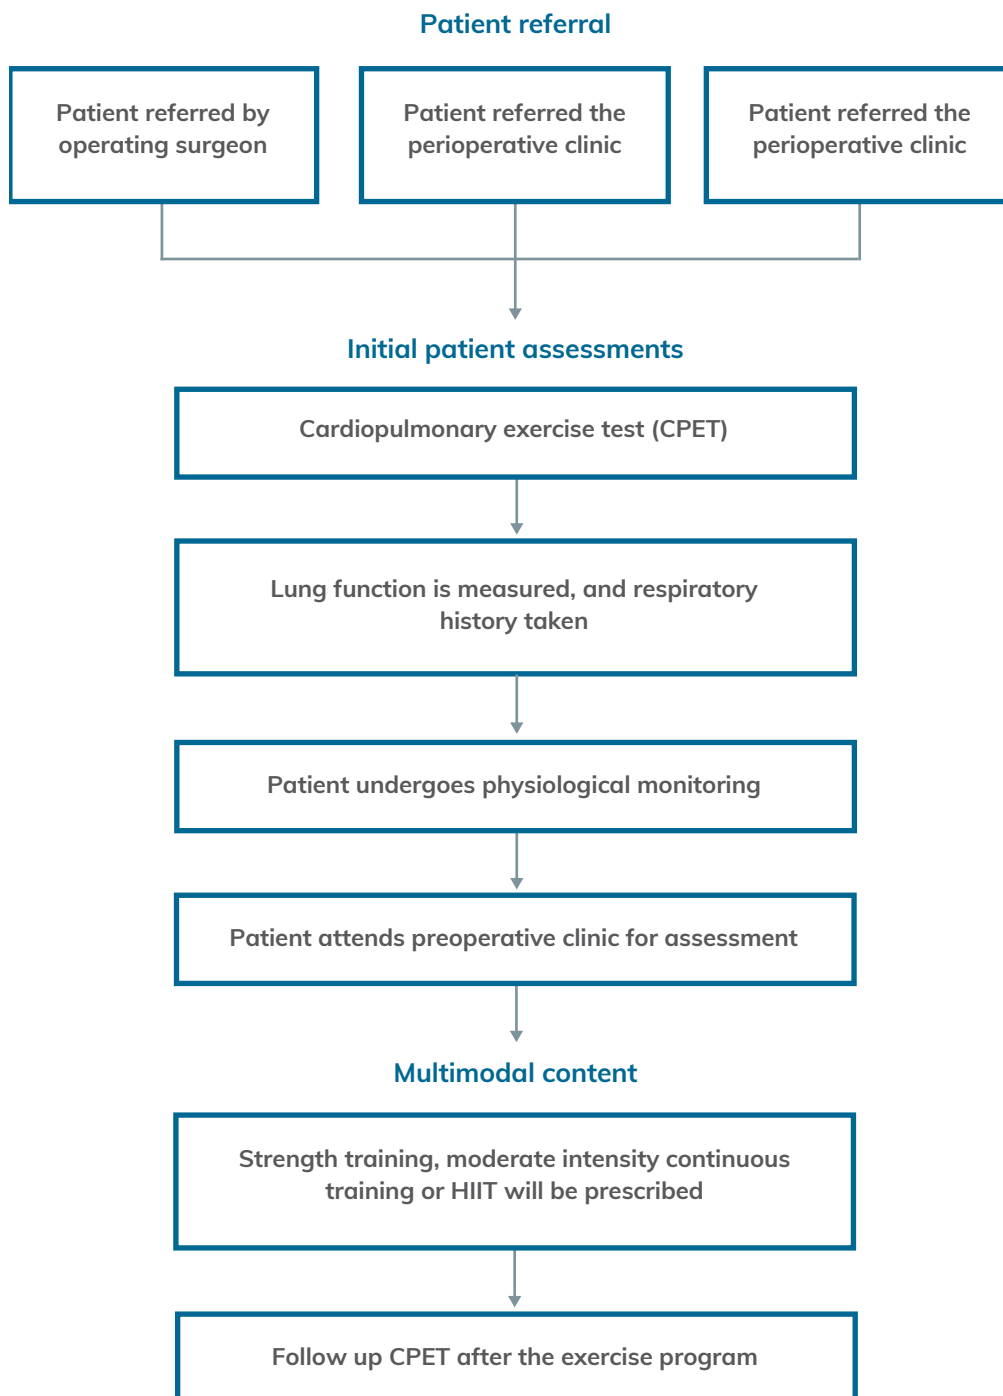 Patient referral
Patient referred by
operating surgeon
Patient referred the
perioperative clinic
Patient referred the
perioperative clinic
Initial patient assessments
Cardiopulmonary exercise test (CPET)
Lung function is measured, and respiratory
history taken
Patient undergoes physiological monitoring
Patient attends preoperative clinic for assessment
Multimodal content
Strength training, moderate intensity continuous
training or HIIT will be prescribed
Follow up CPET after the exercise program